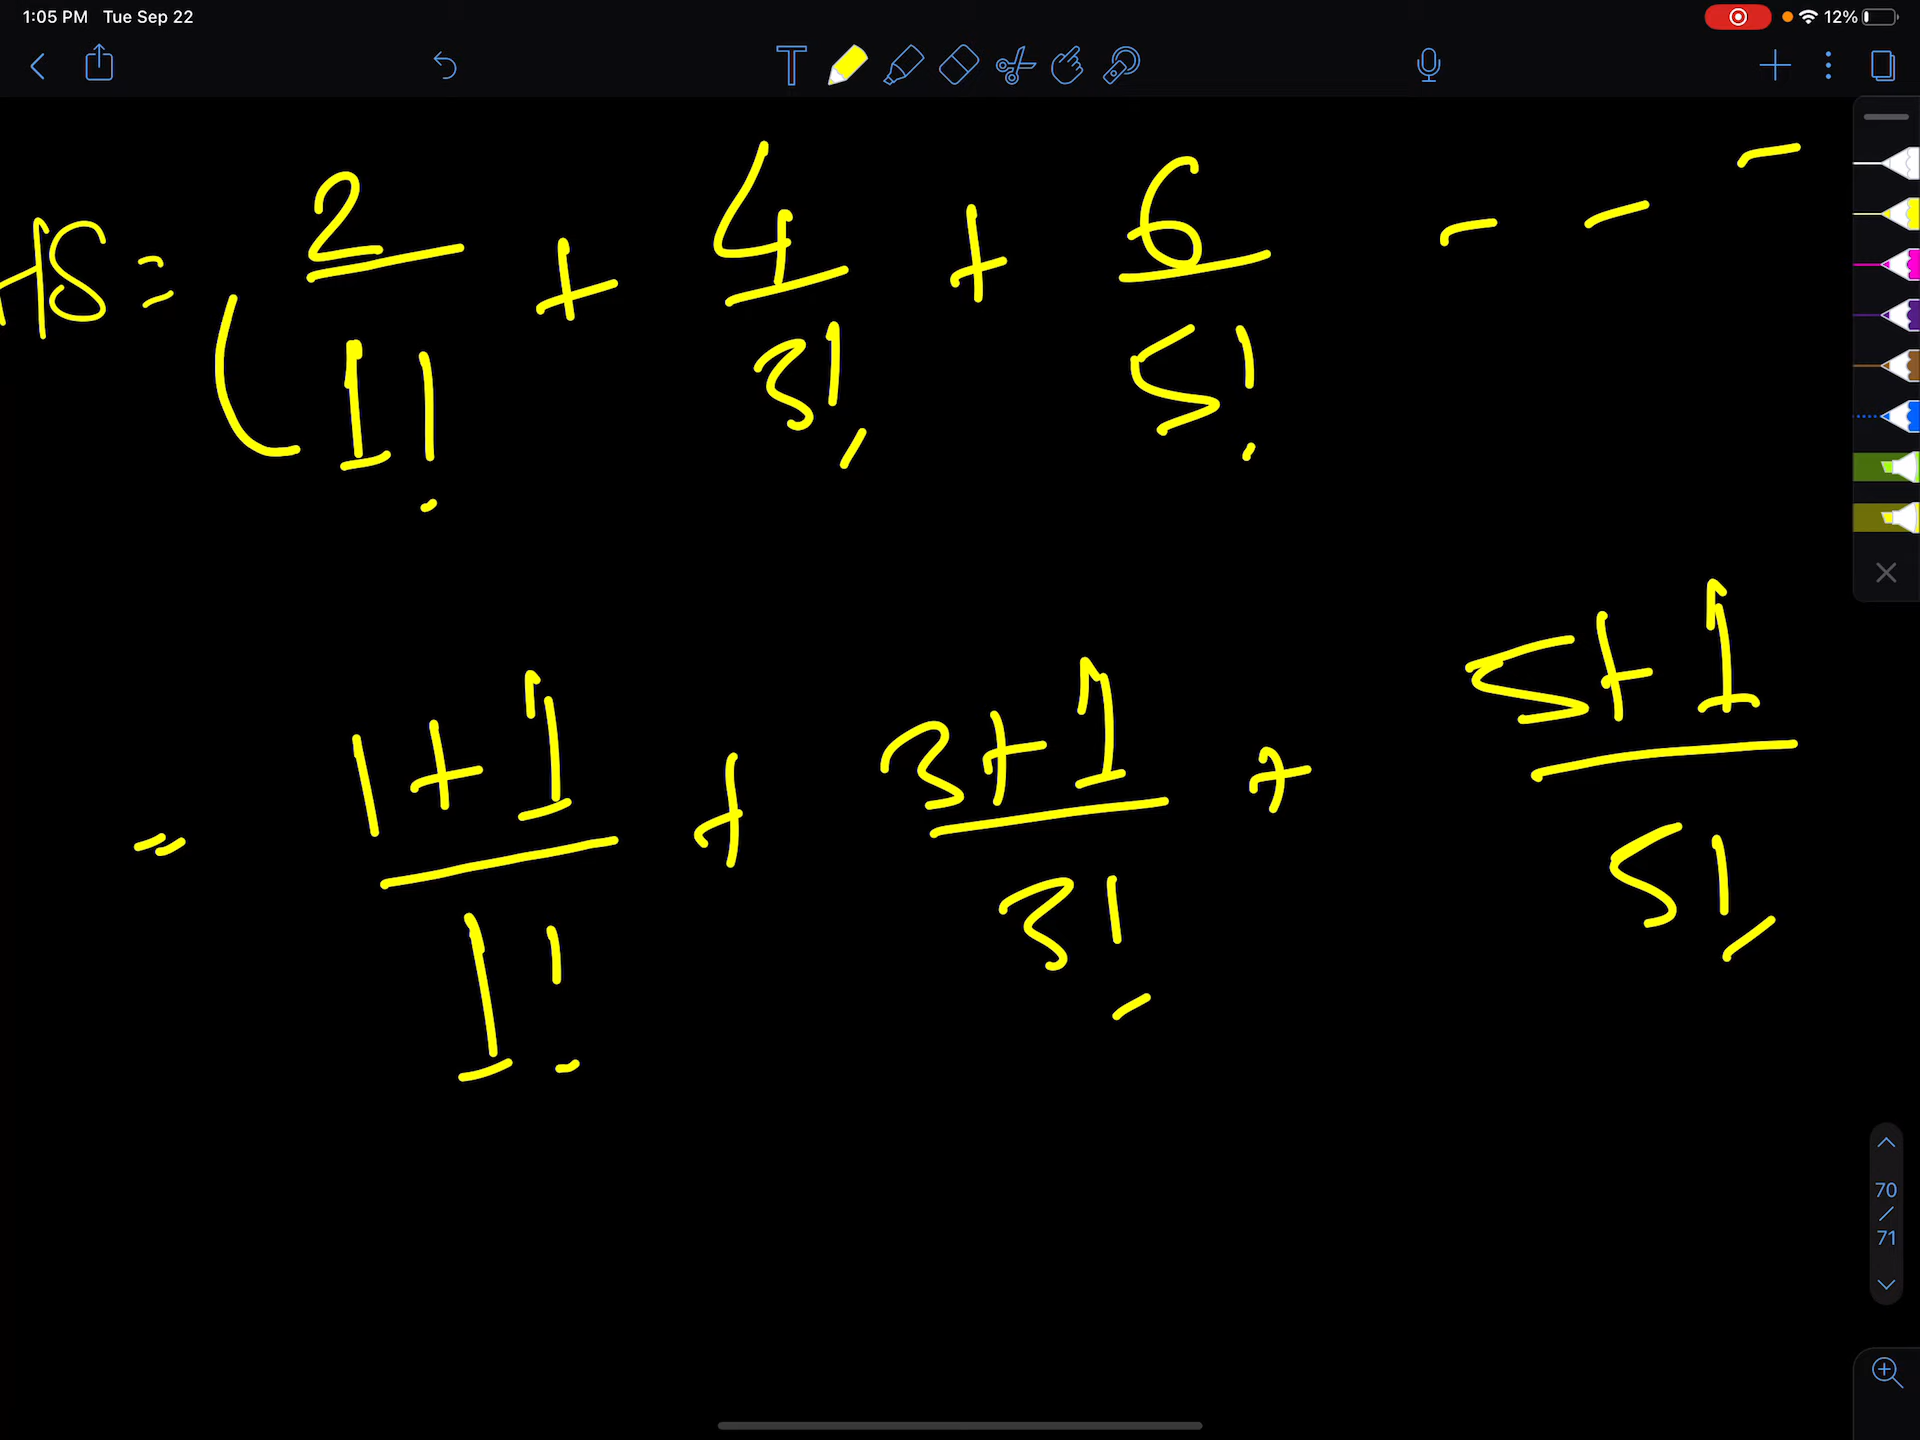 1:05 PM Tue Sep 22
12%
HS = 2/1! + 4/3! + 6/5! - - -
= 1+1/1! + 3+1/3! + 5+1/5!
70
/
71